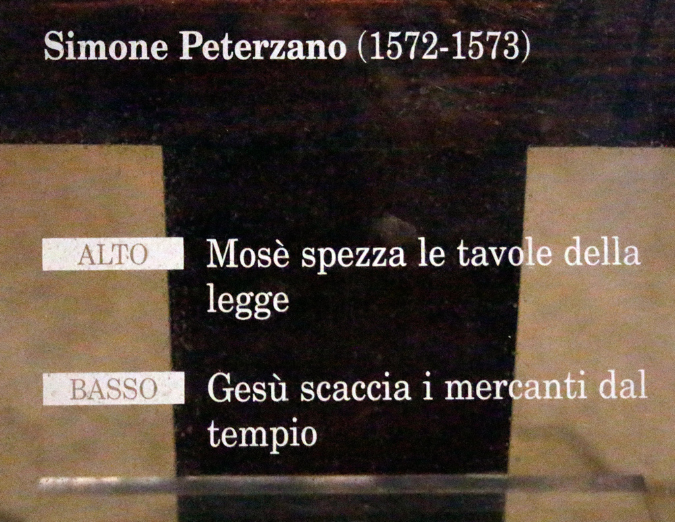 Simone Peterzano (1572-1573)
ALTO Mosè spezza le tavole della
legge
BASSO Gesù scaccia i mercanti dal
tempio